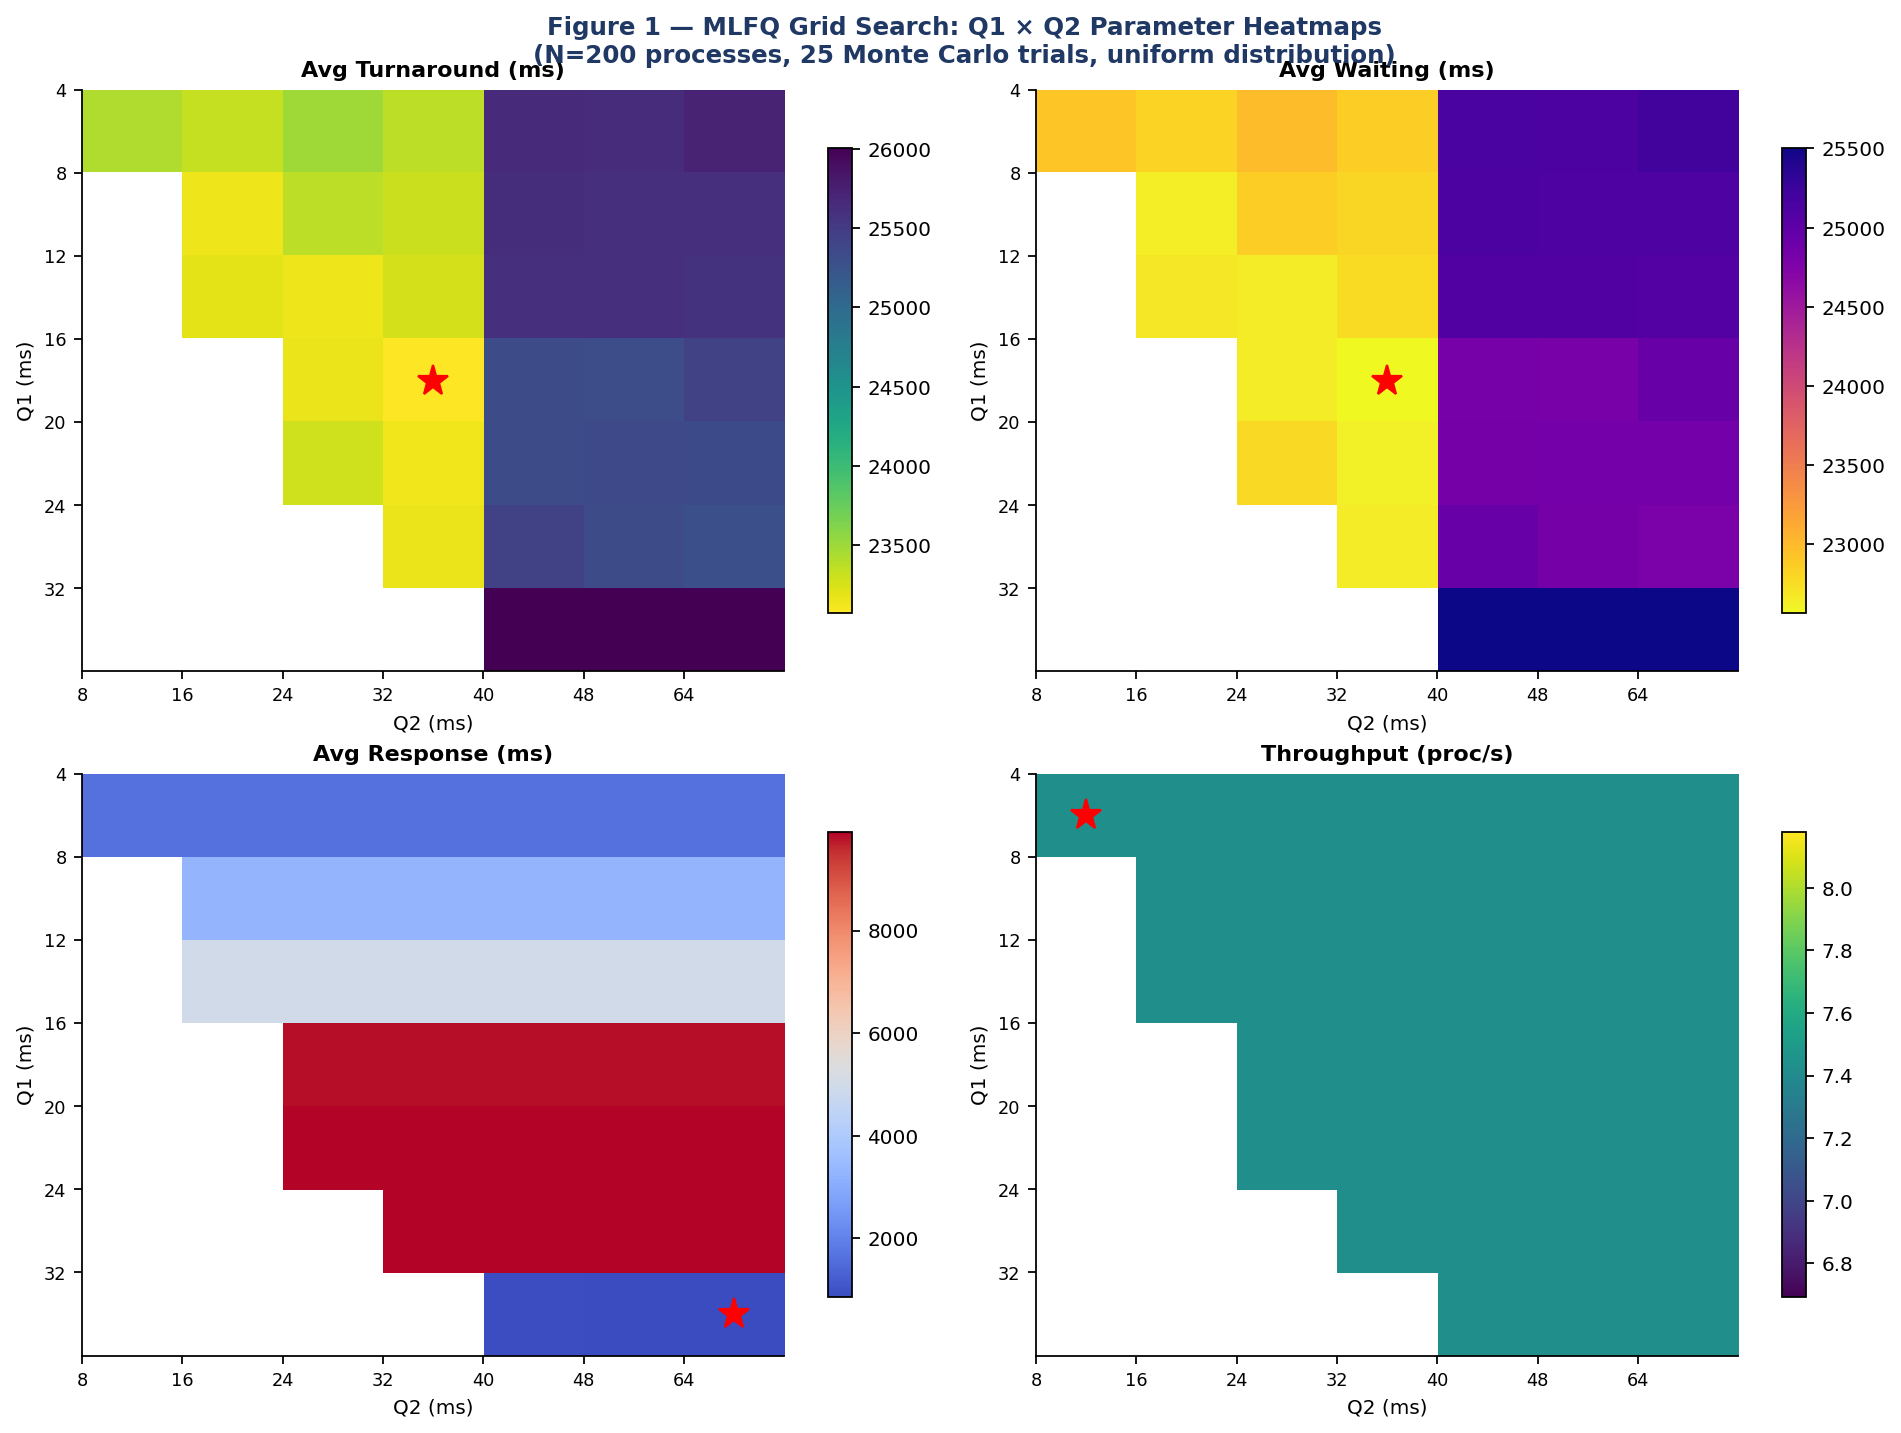 Figure 1 — MLFQ Grid Search: Q1 × Q2 Parameter Heatmaps
(N=200 processes, 25 Monte Carlo trials, uniform distribution)
Avg Turnaround (ms)
Q1 (ms)
4
8
12
16
20
24
32
8 16 24 32 40 48 64
Q2 (ms)
26000
25500
25000
24500
24000
23500
Avg Waiting (ms)
Q1 (ms)
4
8
12
16
20
24
32
8 16 24 32 40 48 64
Q2 (ms)
25500
25000
24500
24000
23500
23000
Avg Response (ms)
Q1 (ms)
4
8
12
16
20
24
32
8 16 24 32 40 48 64
Q2 (ms)
8000
6000
4000
2000
Throughput (proc/s)
Q1 (ms)
4
8
12
16
20
24
32
8 16 24 32 40 48 64
Q2 (ms)
8.0
7.8
7.6
7.4
7.2
7.0
6.8